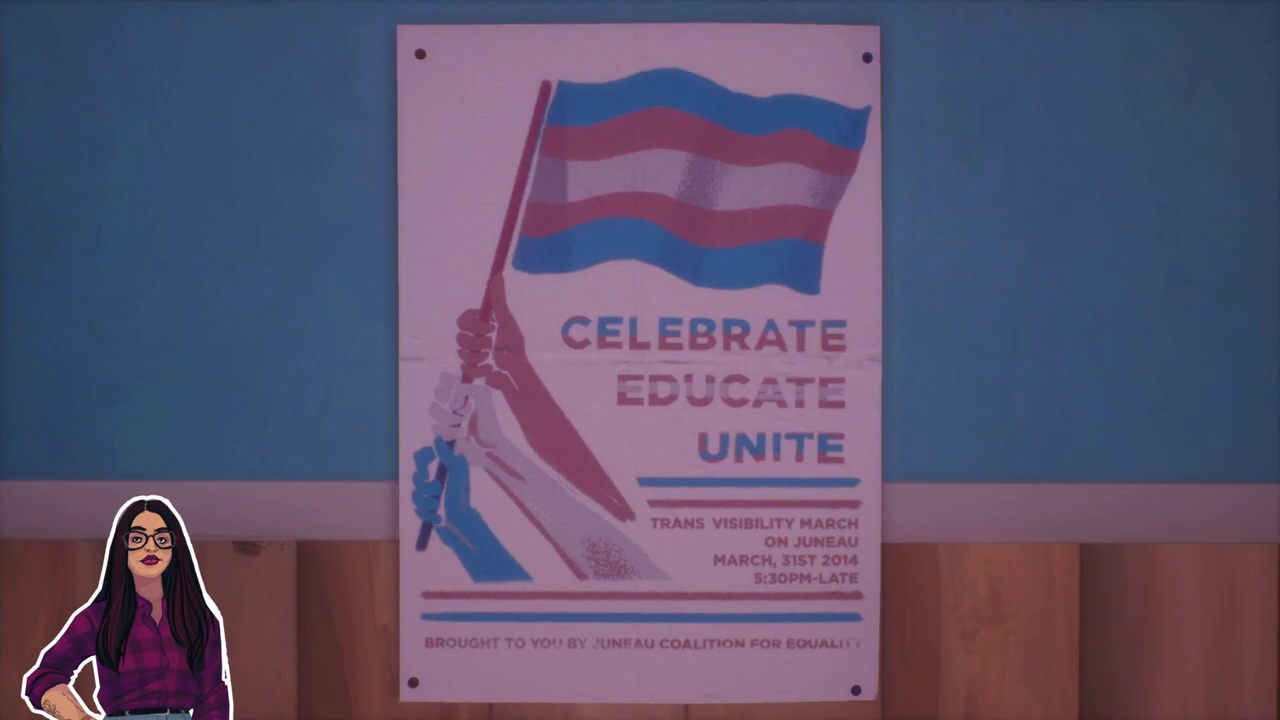 CELEBRATE
EDUCATE
UNITE
TRANS VISIBILITY MARCH
ON JUNEAU
MARCH, 31ST 2014
5:30PM-LATE
BROUGHT TO YOU BY JUNEAU COALITION FOR EQUALITY